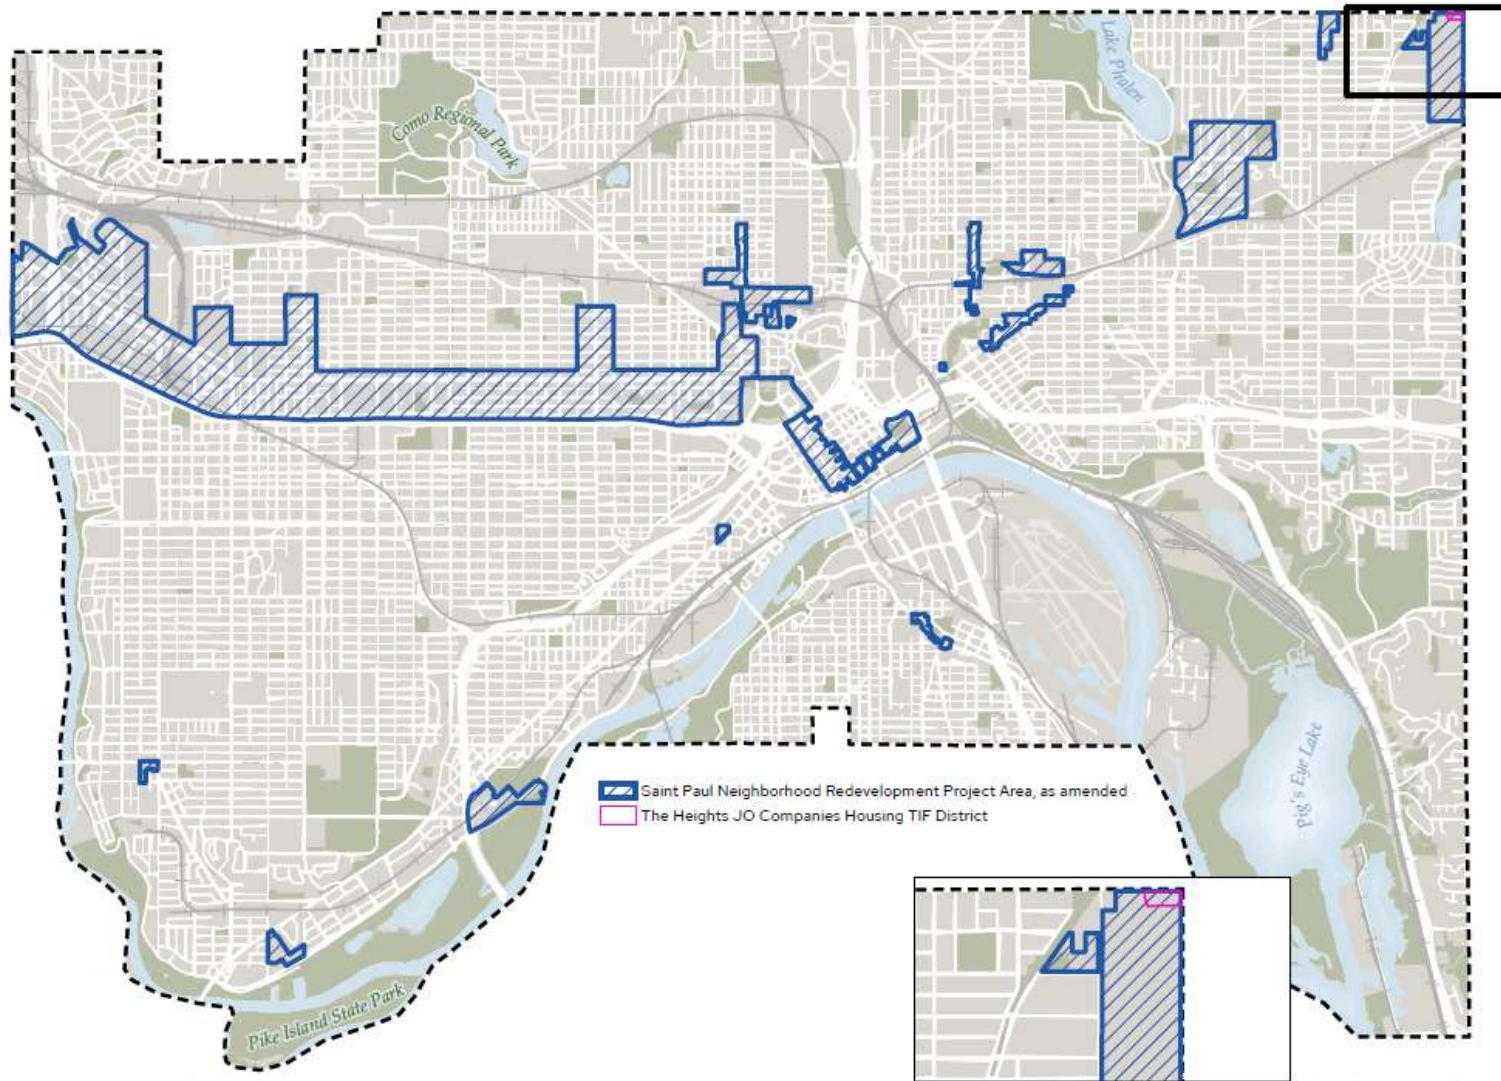 Lake Phalen
Como Regional
Park
Saint Paul Neighborhood Redevelopment Project Area, as amended
The Heights JO Companies Housing TIF District
Pig's Eye Lake
Pike Island State Park